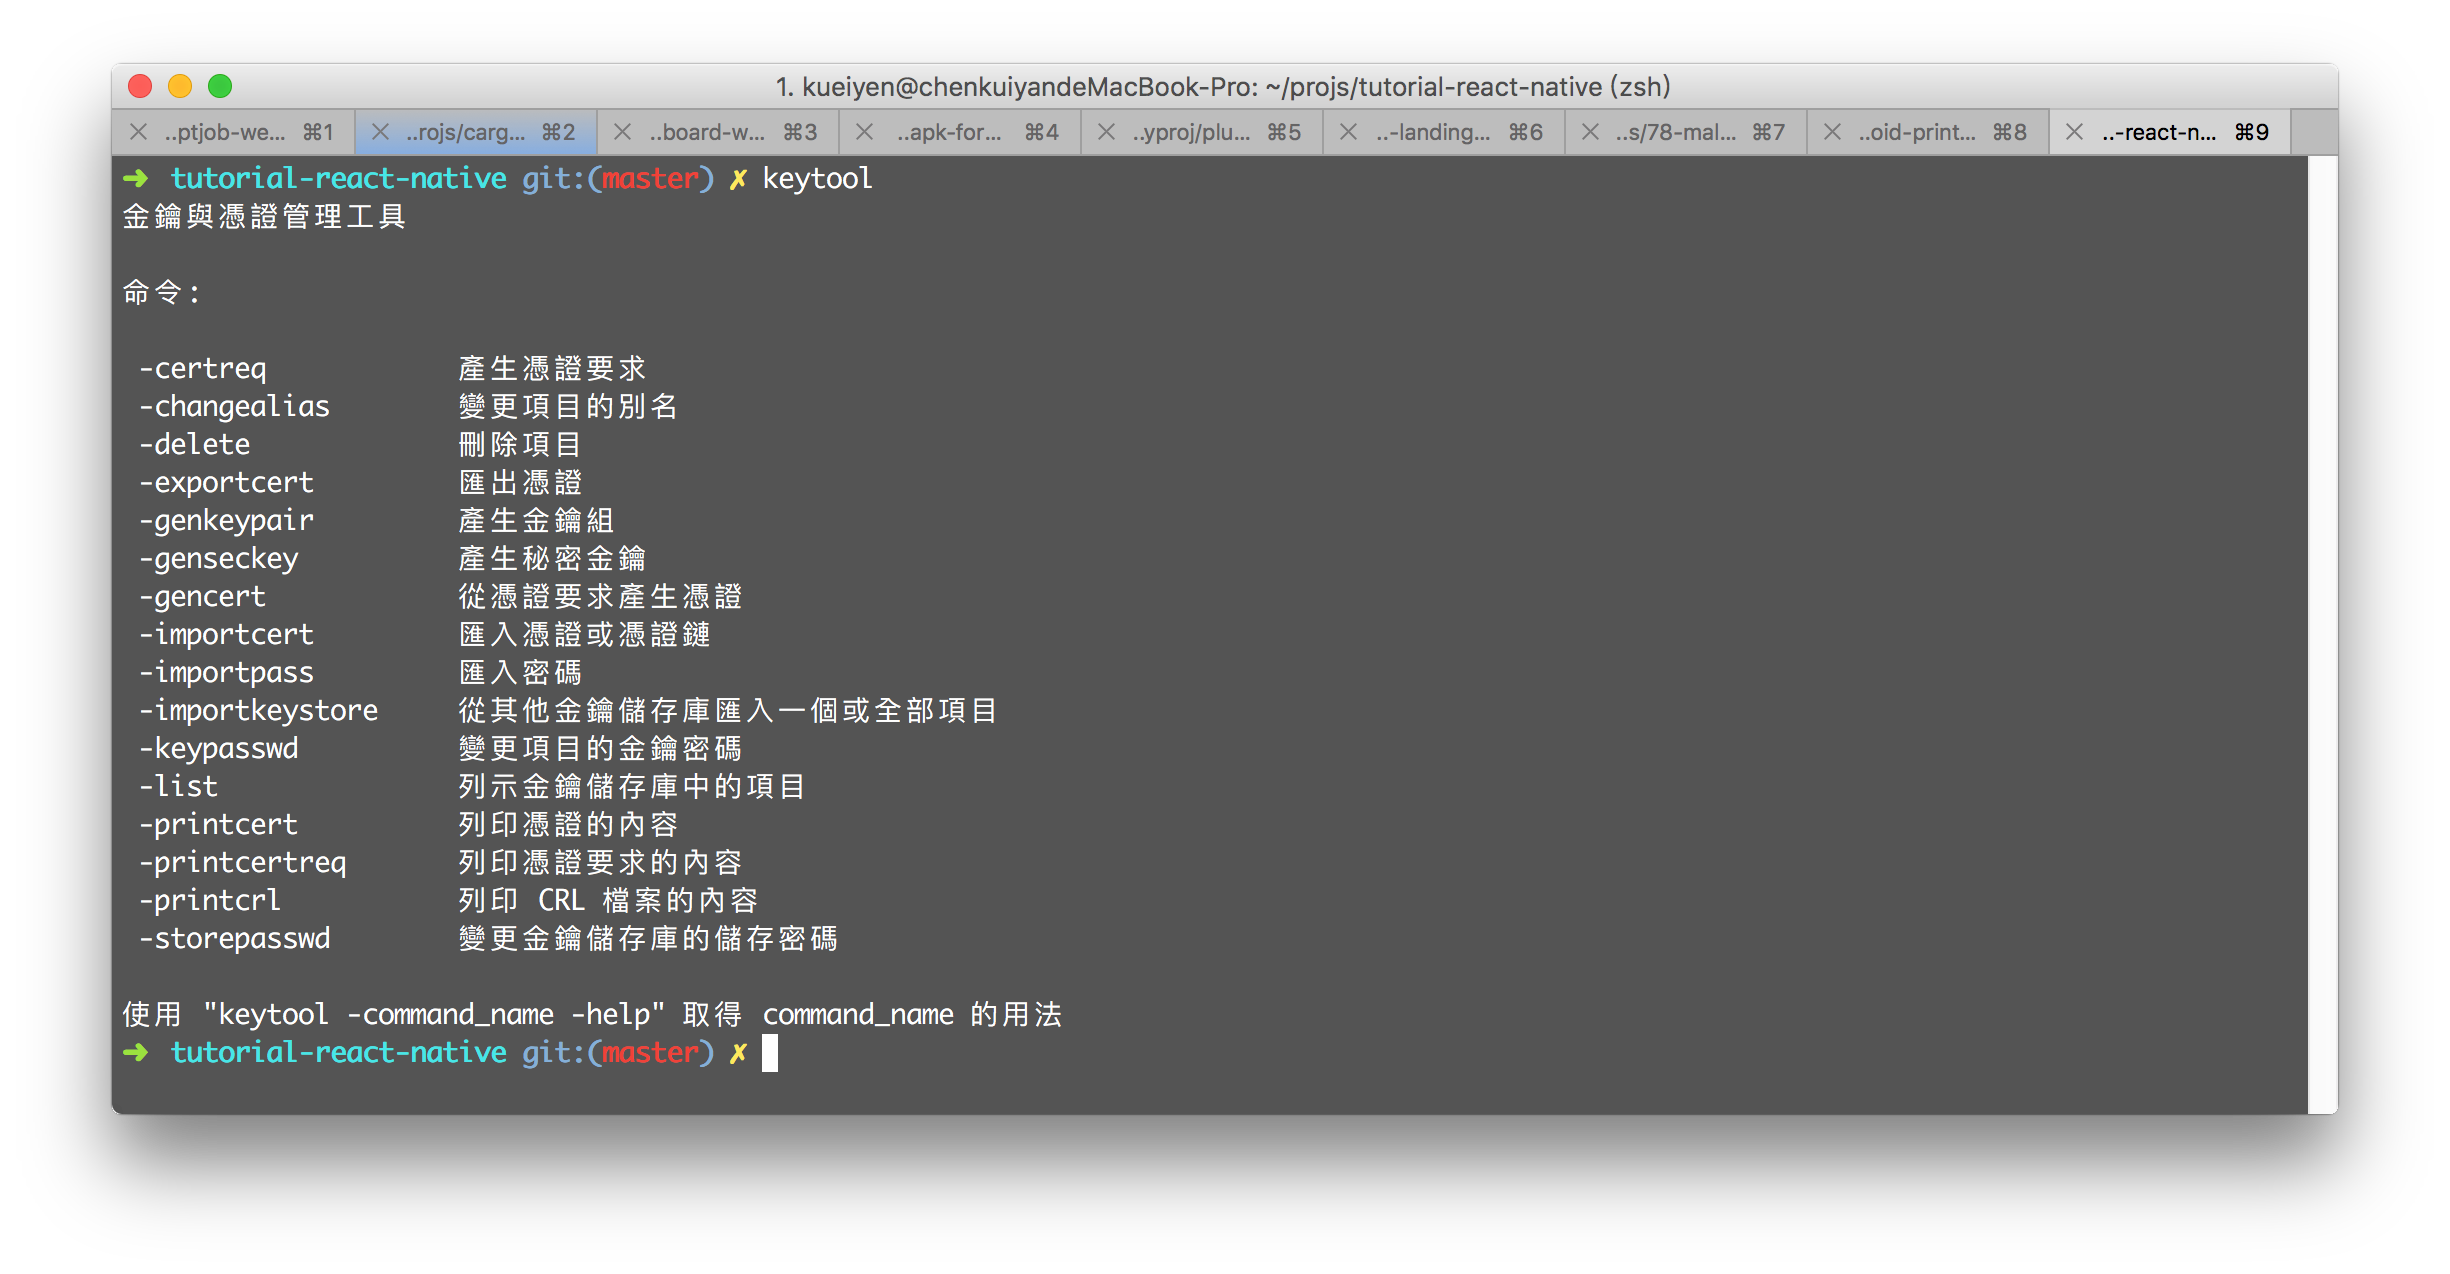 1. kueiyen@chenkuiyandeMacBook-Pro: ~/projs/tutorial-react-native (zsh)
..ptjob-we... ⌘1 ..rojs/carg... ⌘2 ..board-w... ⌘3 ..apk-for... ⌘4 ..yproj/plu... ⌘5 ..-landing... ⌘6 ..s/78-mal... ⌘7 ..oid-print... ⌘8 ..-react-n... ⌘9
➜ tutorial-react-native git:(master) ✗ keytool
金鑰與憑證管理工具
命令:
-certreq 產生憑證要求
-changealias 變更項目的別名
-delete 刪除項目
-exportcert 匯出憑證
-genkeypair 產生金鑰組
-genseckey 產生秘密金鑰
-gencert 從憑證要求產生憑證
-importcert 匯入憑證或憑證鏈
-importpass 匯入密碼
-importkeystore 從其他金鑰儲存庫匯入一個或全部項目
-keypasswd 變更項目的金鑰密碼
-list 列示金鑰儲存庫中的項目
-printcert 列印憑證的內容
-printcertreq 列印憑證要求的內容
-printcrl 列印 CRL 檔案的內容
-storepasswd 變更金鑰儲存庫的儲存密碼
使用 "keytool -command_name -help" 取得 command_name 的用法
➜ tutorial-react-native git:(master) ✗